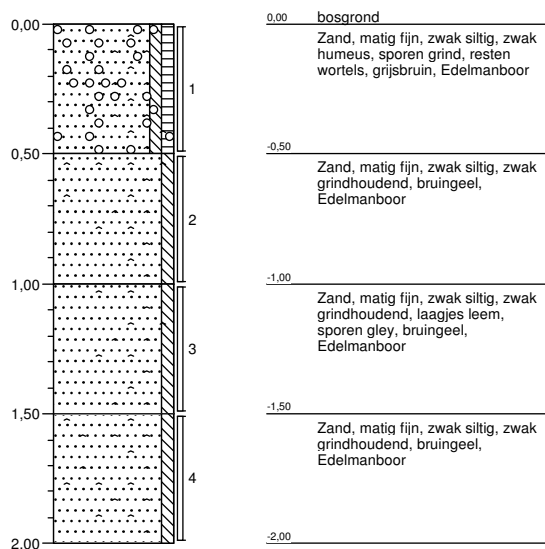 0,00
0,00
bosgrond
Zand, matig fijn, zwak siltig, zwak
humeus, sporen grind, resten
wortels, grijsbruin, Edelmanboor
1
0,50
-0,50
Zand, matig fijn, zwak siltig, zwak
grindhoudend, bruingeel,
Edelmanboor
2
1,00
-1,00
Zand, matig fijn, zwak siltig, zwak
grindhoudend, laagjes leem,
sporen gley, bruingeel,
Edelmanboor
3
1,50
-1,50
Zand, matig fijn, zwak siltig, zwak
grindhoudend, bruingeel,
Edelmanboor
4
2,00
-2,00